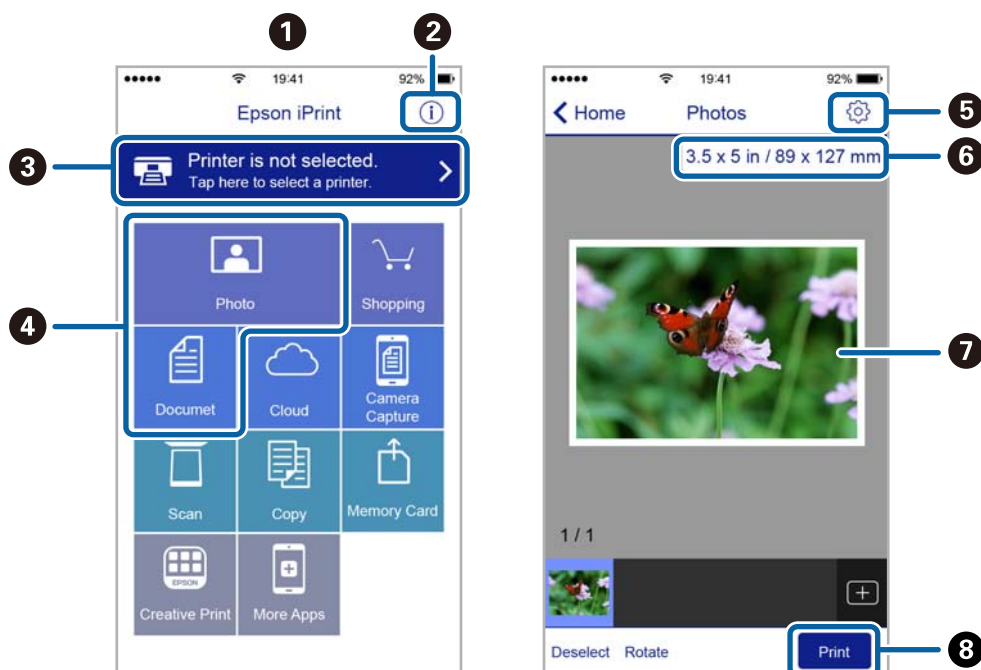 1
2
19:41 92%
Epson iPrint
3
Printer is not selected.
Tap here to select a printer.
4
Photo
Shopping
Documet
Cloud
Camera
Capture
Scan
Copy
Memory Card
EPSON
Creative Print
More Apps
19:41 92%
Home Photos
5
3.5 x 5 in / 89 x 127 mm
6
7
1 / 1
Deselect Rotate Print
8